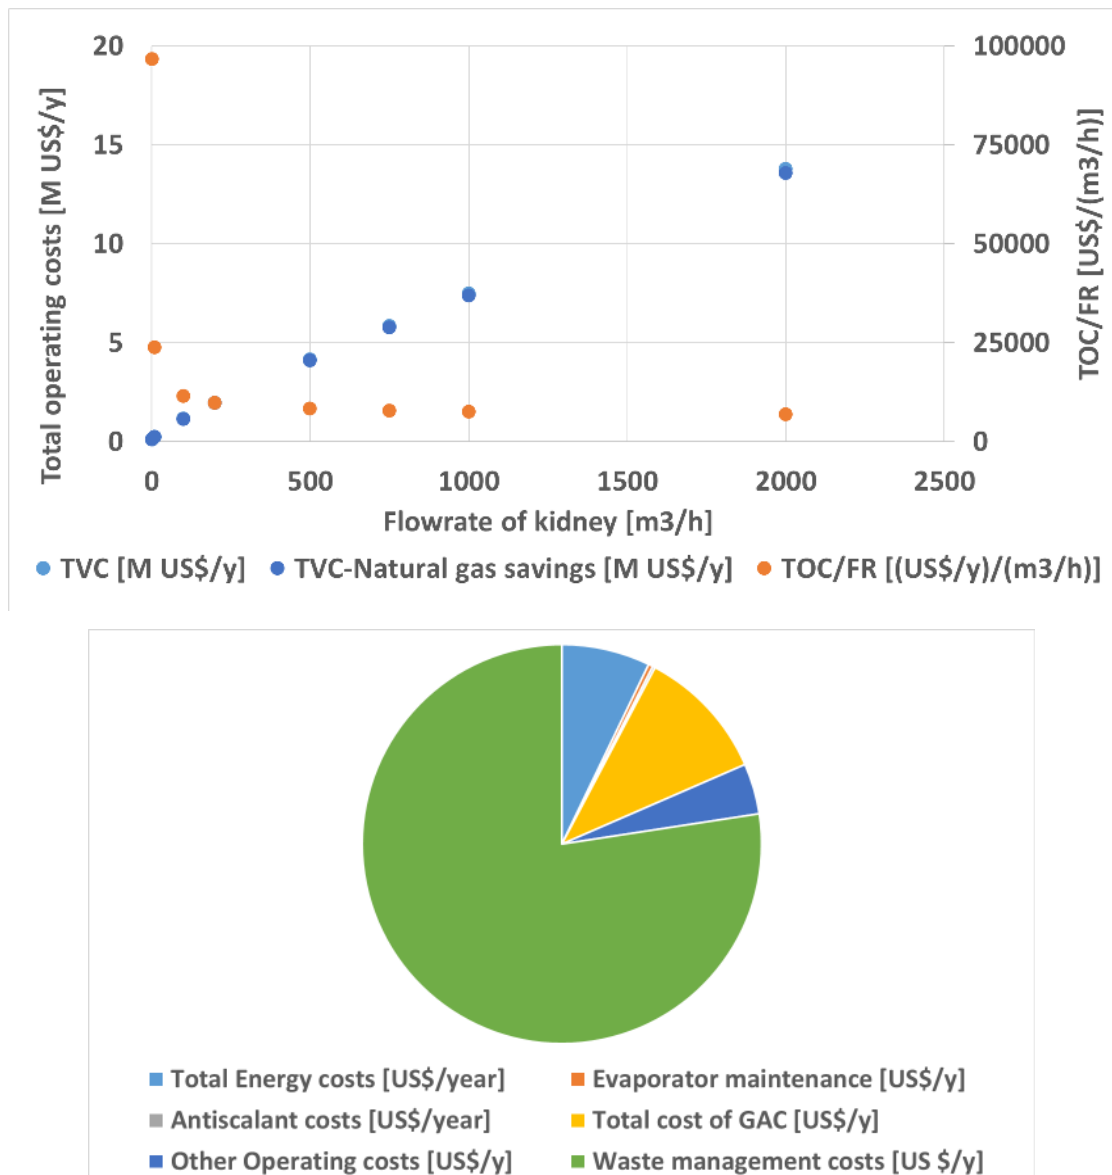 20
15
10
5
0
Total operating costs [M US$/y]
100000
75000
50000
25000
0
TOC/FR [US$/(m3/h)]
0 500 1000 1500 2000 2500
Flowrate of kidney [m3/h]
TVC [M US$/y] TVC-Natural gas savings [M US$/y] TOC/FR [(US$/y)/(m3/h)]
Total Energy costs [US$/year] Evaporator maintenance [US$/y]
Antiscalant costs [US$/year] Total cost of GAC [US$/y]
Other Operating costs [US$/y] Waste management costs [US $/y]